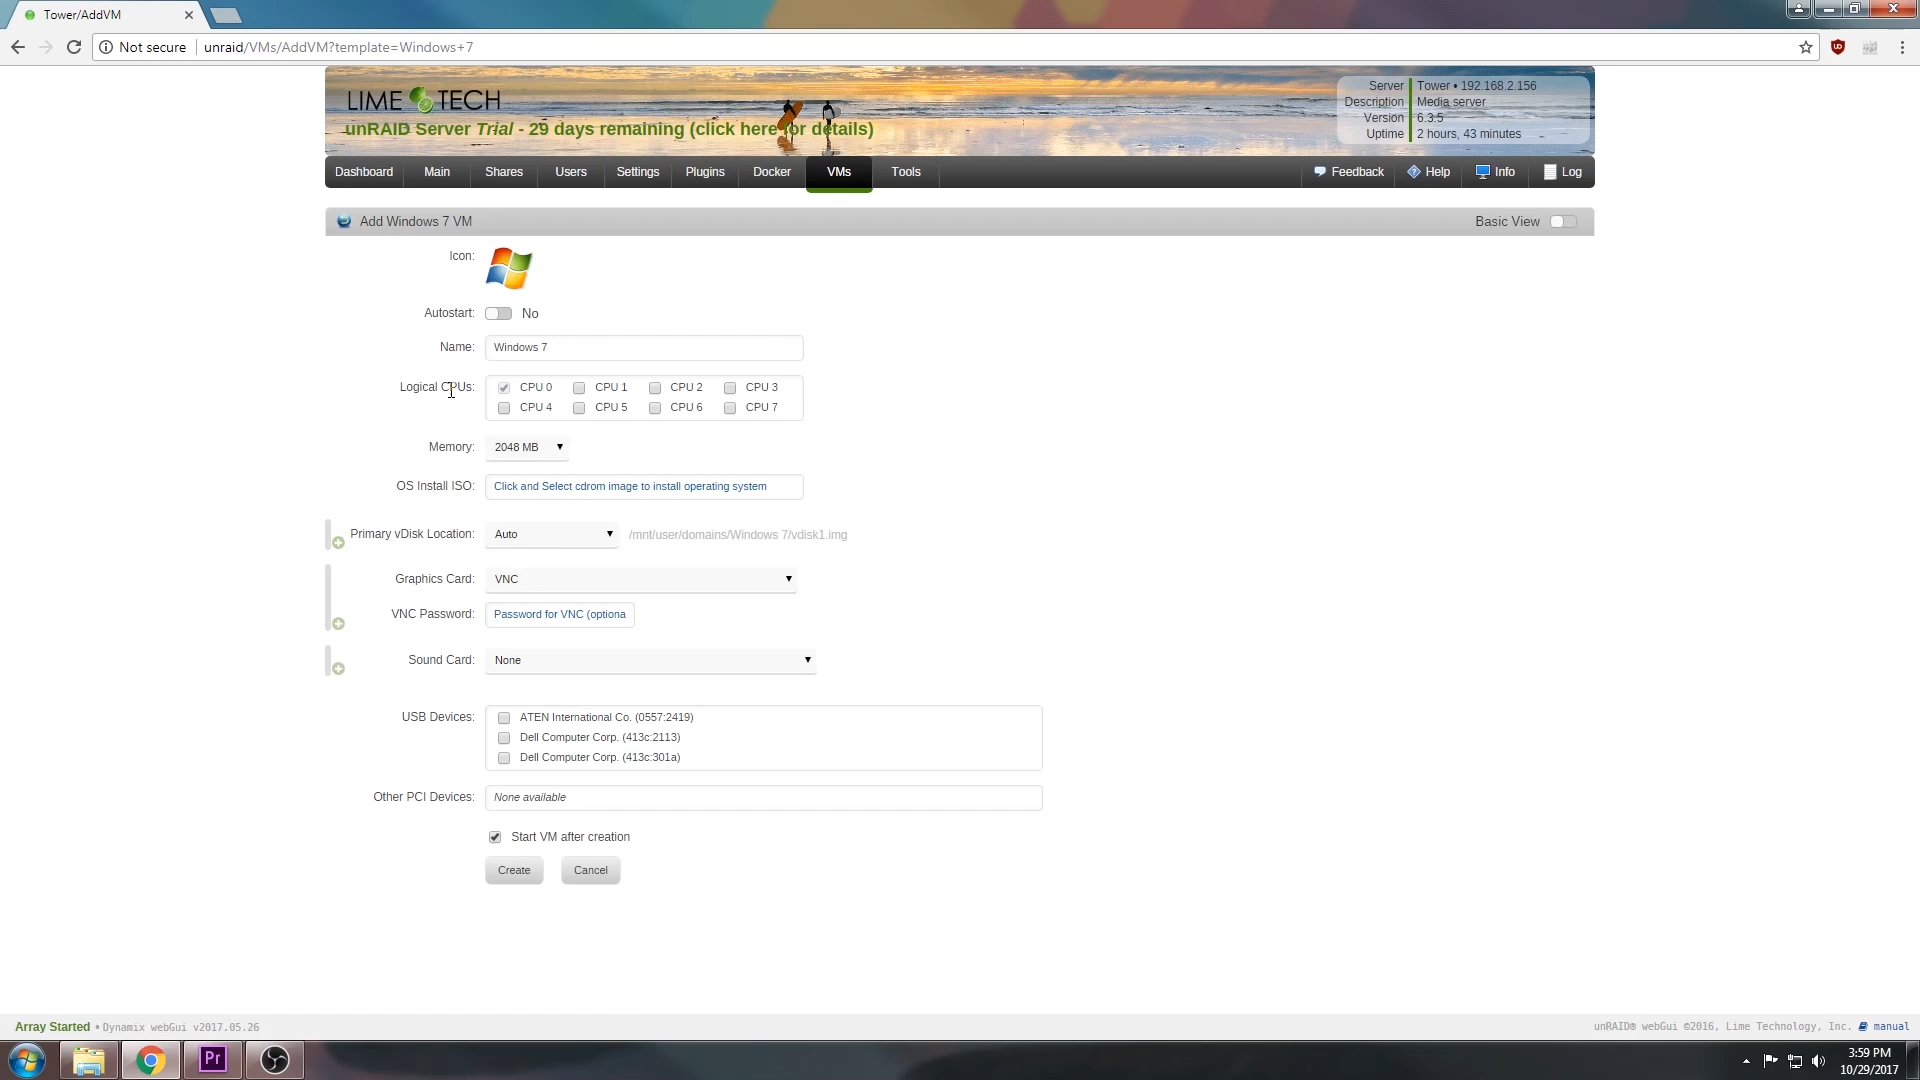 Tower/AddVM
Not secure
unraid/VMs/AddVM?template=Windows+7
LIME TECH
unRAID Server Trial - 29 days remaining (click here for details)
Server Tower • 192.168.2.156
Description Media server
Version 6.3.5
Uptime 2 hours, 43 minutes
Dashboard Main Shares Users Settings Plugins Docker VMs Tools Feedback Help Info Log
Add Windows 7 VM Basic View
Icon:
Autostart: No
Name: Windows 7
Logical CPUs: CPU 0 CPU 1 CPU 2 CPU 3
CPU 4 CPU 5 CPU 6 CPU 7
Memory: 2048 MB
OS Install ISO: Click and Select cdrom image to install operating system
Primary vDisk Location: Auto /mnt/user/domains/Windows 7/vdisk1.img
Graphics Card: VNC
VNC Password: Password for VNC (optiona
Sound Card: None
USB Devices: ATEN International Co. (0557:2419)
Dell Computer Corp. (413c:2113)
Dell Computer Corp. (413c:301a)
Other PCI Devices: None available
Start VM after creation
Create Cancel
Array Started • Dynamix webGui v2017.05.26
unRAID® webGui ©2016, Lime Technology, Inc. manual
Pr
3:59 PM
10/29/2017